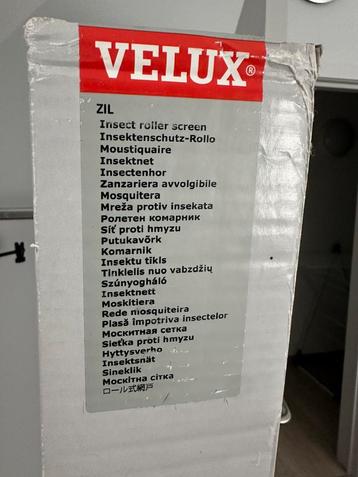 VELUX®
ZIL
Insect roller screen
Insektenschutz-Rollo
Moustiquaire
Insektnet
Insectenhor
Zanzariera avvolgibile
Mosquitera
Mreža protiv insekata
Ролетен комарник
Síť proti hmyzu
Putukavõrk
Komarnik
Insektu tīkls
Tinklelis nuo vabzdžių
Szúnyogháló
Insektnett
Moskitiera
Rede mosquiteira
Plasă împotriva insectelor
Москитная сетка
Sieťka proti hmyzu
Hyttysverho
Insektsnät
Sineklik
Москітна сітка
ロール式網戸